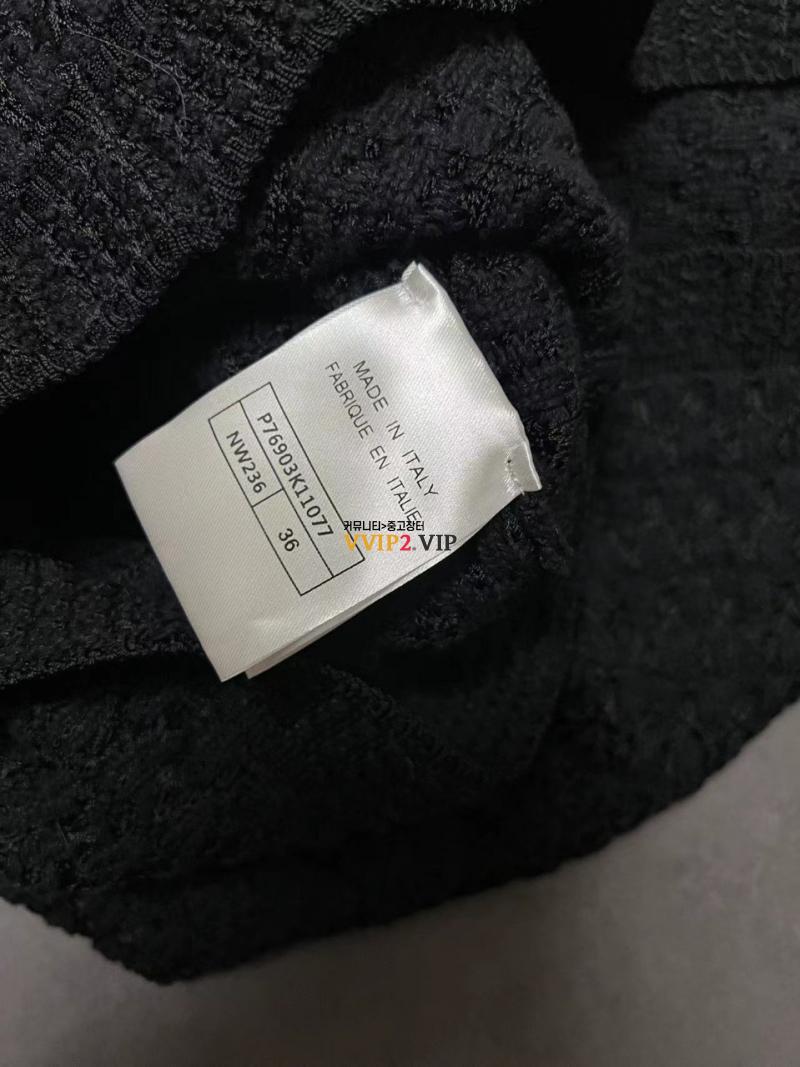 MADE IN ITALY
FABRIQUE EN ITALIE
P76903K11077
NW236
36
커뮤니티>중고장터
VVIP2.VIP